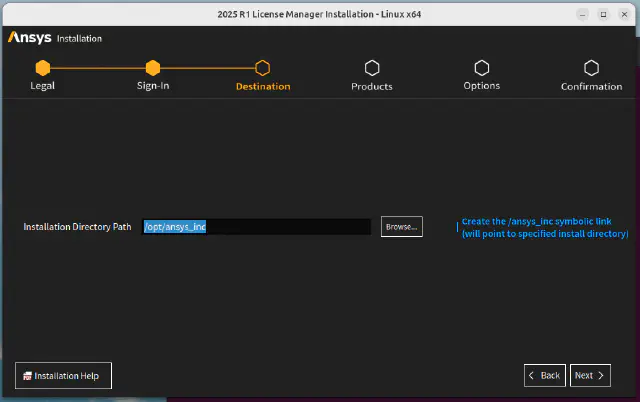 2025 R1 License Manager Installation - Linux x64
Ansys Installation
Legal
Sign-In
Destination
Products
Options
Confirmation
Installation Directory Path
/opt/ansys_inc
Browse...
Create the /ansys_inc symbolic link
(will point to specified install directory)
Installation Help
< Back
Next >